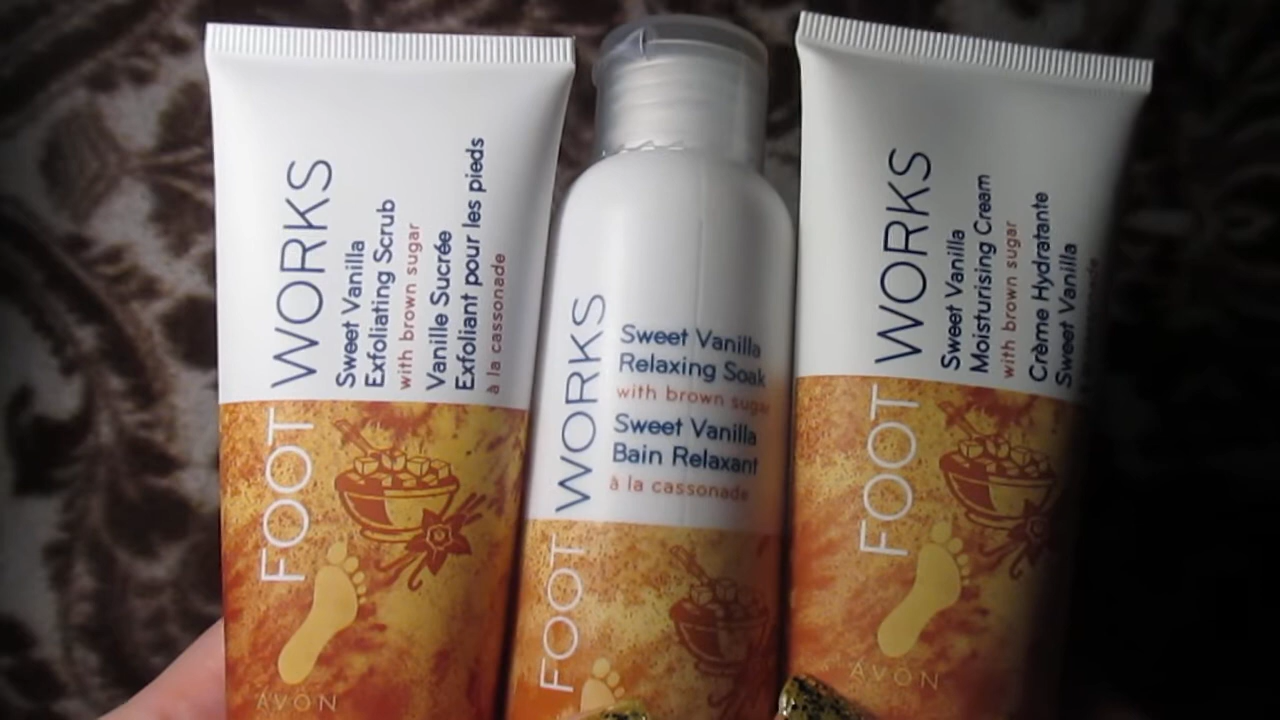 FOOT WORKS
Sweet Vanilla
Exfoliating Scrub
with brown sugar
Vanille Sucrée
Exfoliant pour les pieds
à la cassonade
AVON
FOOT WORKS
Sweet Vanilla
Relaxing Soak
with brown sugar
Sweet Vanilla
Bain Relaxant
à la cassonade
FOOT WORKS
Sweet Vanilla
Moisturising Cream
with brown sugar
Crème Hydratante
Sweet Vanilla
AVON